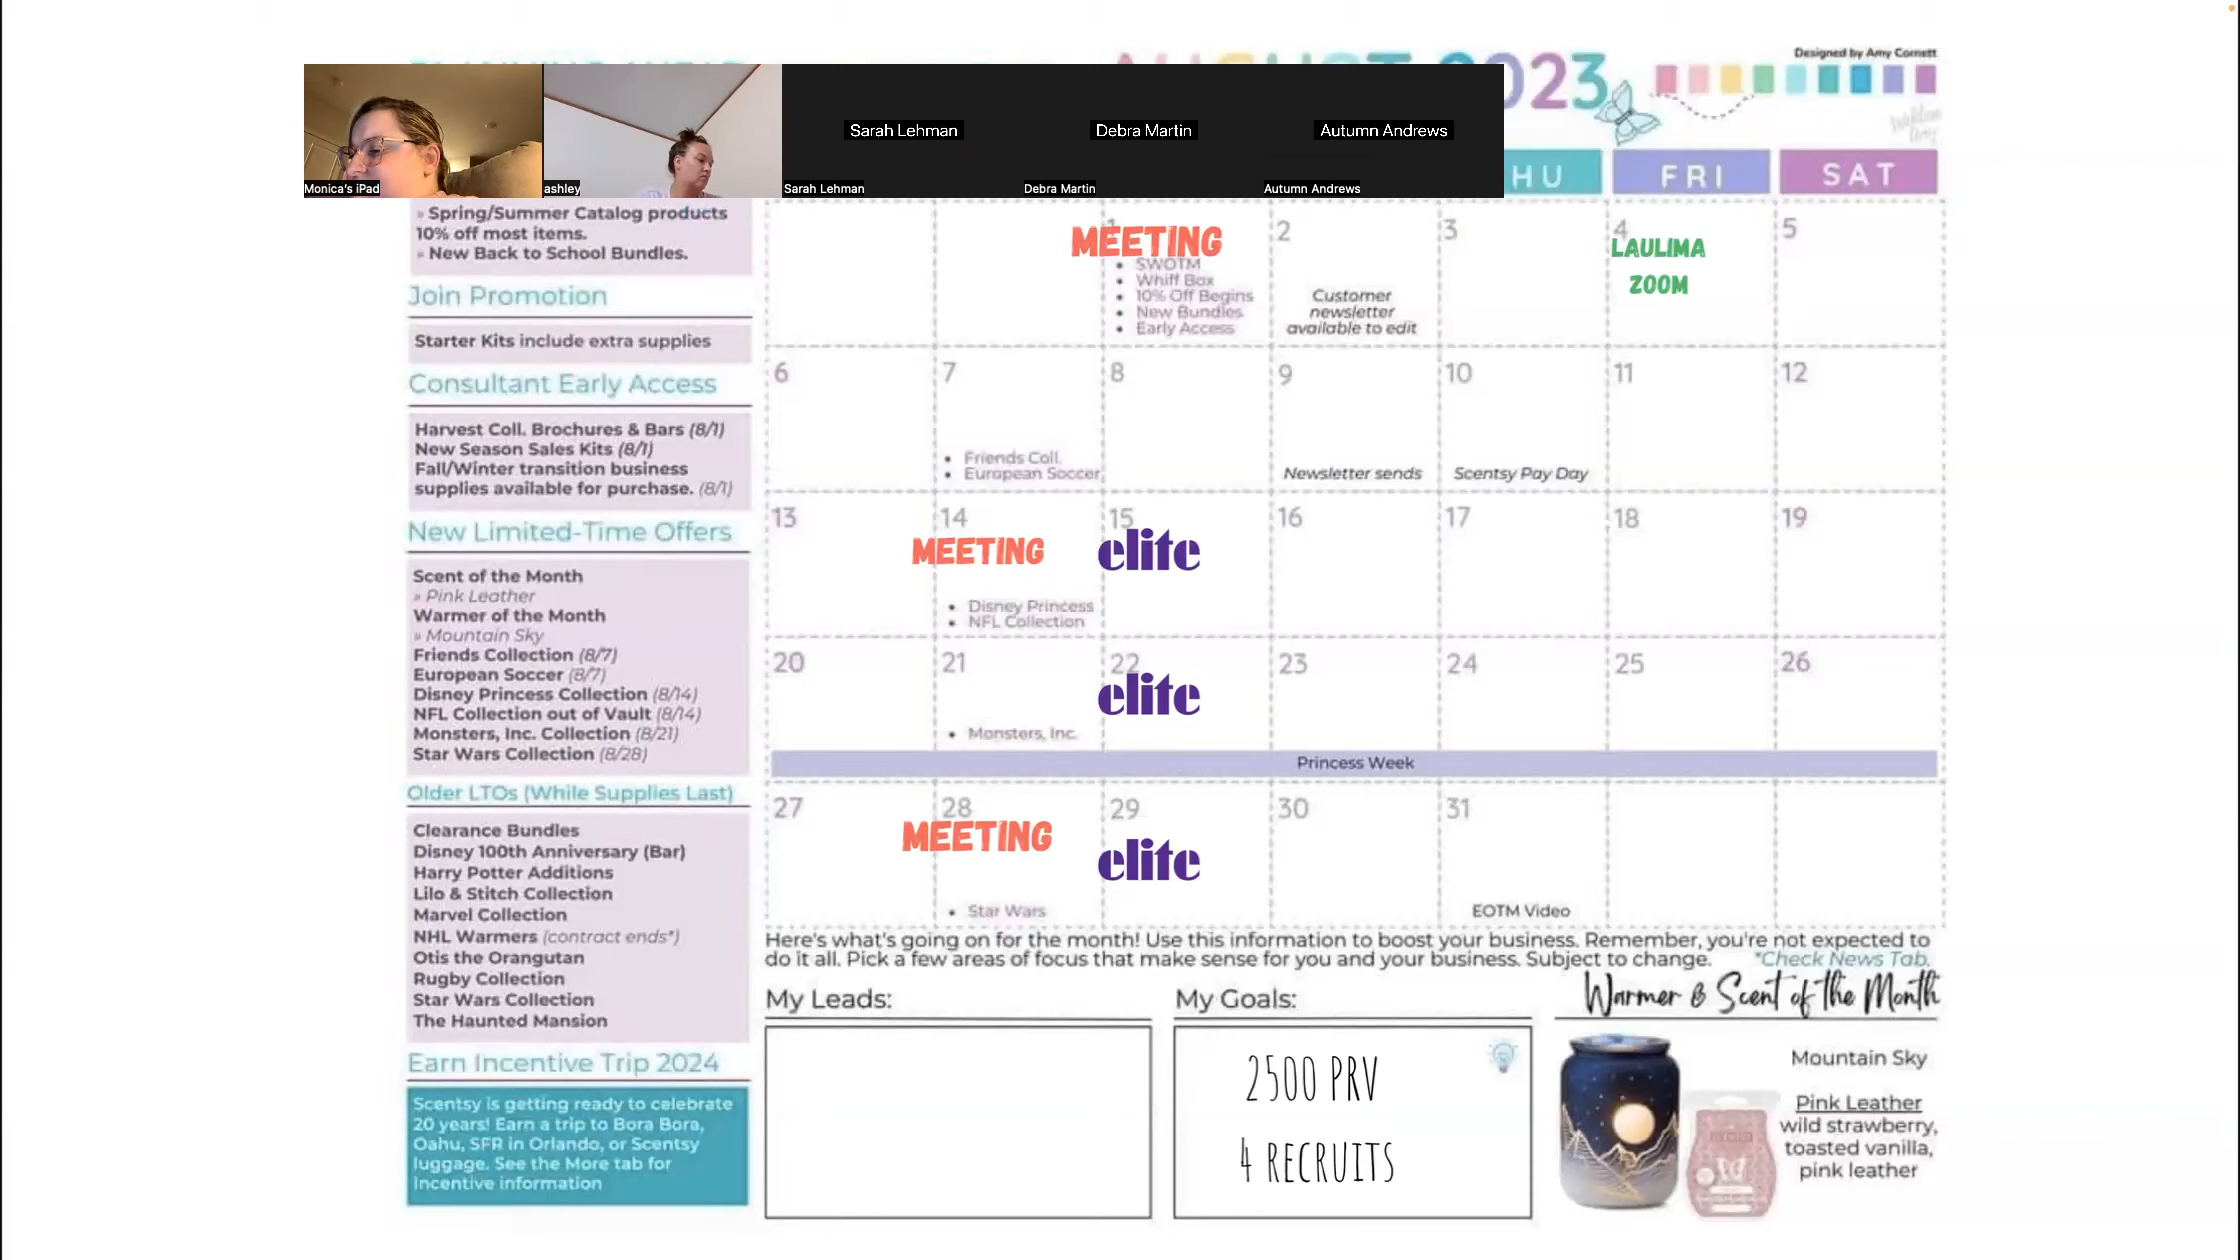 2023
Designed by Amy Cornett
Sarah Lehman
Debra Martin
Autumn Andrews
Monica's iPad
ashley
Sarah Lehman
Debra Martin
Autumn Andrews
HU
FRI
SAT
» Spring/Summer Catalog products
10% off most items.
» New Back to School Bundles.
Join Promotion
Starter Kits include extra supplies
Consultant Early Access
Harvest Coll. Brochures & Bars (8/1)
New Season Sales Kits (8/1)
Fall/Winter transition business
supplies available for purchase. (8/1)
New Limited-Time Offers
Scent of the Month
» Pink Leather
Warmer of the Month
» Mountain Sky
Friends Collection (8/7)
European Soccer (8/7)
Disney Princess Collection (8/14)
NFL Collection out of Vault (8/14)
Monsters, Inc. Collection (8/21)
Star Wars Collection (8/28)
Older LTOs (While Supplies Last)
Clearance Bundles
Disney 100th Anniversary (Bar)
Harry Potter Additions
Lilo & Stitch Collection
Marvel Collection
NHL Warmers (contract ends*)
Otis the Orangutan
Rugby Collection
Star Wars Collection
The Haunted Mansion
Earn Incentive Trip 2024
Scentsy is getting ready to celebrate
20 years! Earn a trip to Bora Bora,
Oahu, SFR in Orlando, or Scentsy
luggage. See the More tab for
Incentive information
1
MEETING
• SWOTM
• Whiff Box
• 10% Off Begins
• New Bundles
• Early Access
2
Customer
newsletter
available to edit
3
4
LAULIMA
ZOOM
5
6
7
• Friends Coll.
• European Soccer
8
9
Newsletter sends
10
Scentsy Pay Day
11
12
13
14
MEETING
• Disney Princess
• NFL Collection
15
elite
16
17
18
19
20
21
• Monsters, Inc.
22
elite
23
24
25
26
Princess Week
27
28
MEETING
• Star Wars
29
elite
30
31
EOTM Video
Here's what's going on for the month! Use this information to boost your business. Remember, you're not expected to
do it all. Pick a few areas of focus that make sense for you and your business. Subject to change. *Check News Tab.
My Leads:
My Goals:
2500 PRV
4 RECRUITS
Warmer & Scent of the Month
Mountain Sky
Pink Leather
wild strawberry,
toasted vanilla,
pink leather